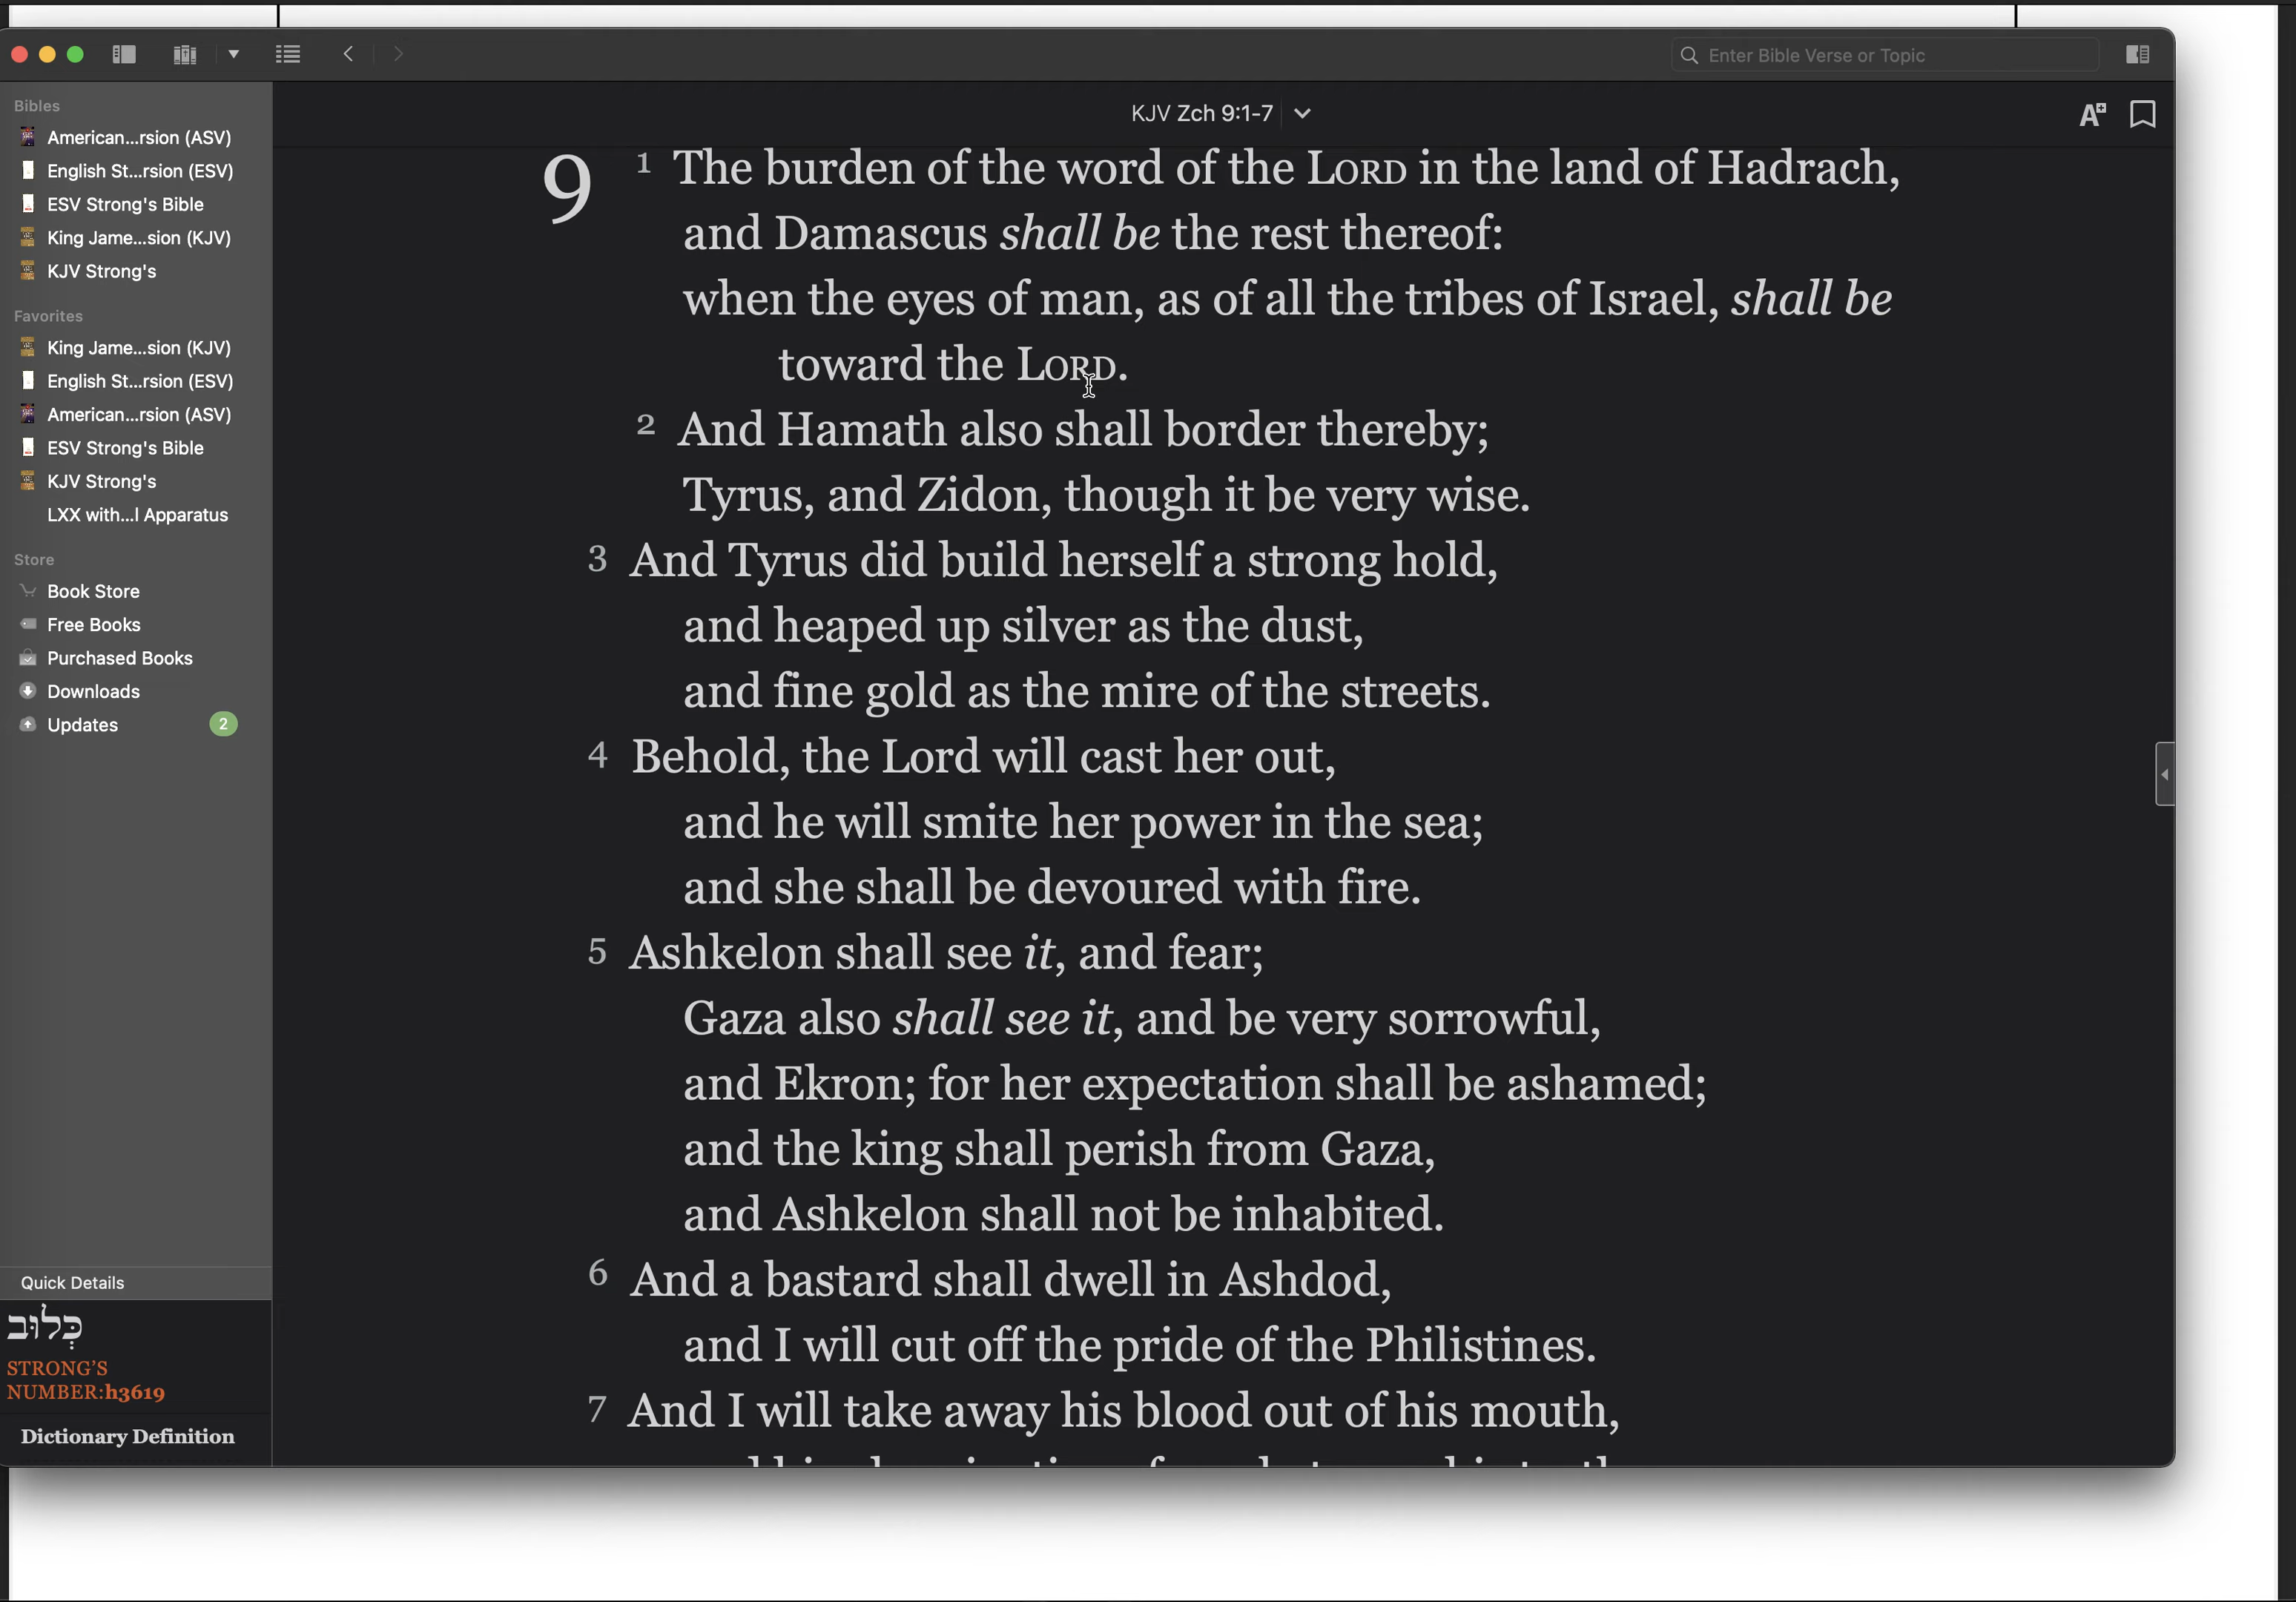 Enter Bible Verse or Topic
Bibles
American...rsion (ASV)
English St...rsion (ESV)
ESV Strong's Bible
King Jame...sion (KJV)
KJV Strong's
Favorites
King Jame...sion (KJV)
English St...rsion (ESV)
American...rsion (ASV)
ESV Strong's Bible
KJV Strong's
LXX with...l Apparatus
Store
Book Store
Free Books
Purchased Books
Downloads
Updates 2
Quick Details
כְּלוּב
STRONG'S
NUMBER:h3619
Dictionary Definition
KJV Zch 9:1-7
A+
9 1 The burden of the word of the LORD in the land of Hadrach,
and Damascus shall be the rest thereof:
when the eyes of man, as of all the tribes of Israel, shall be
toward the LORD.
2 And Hamath also shall border thereby;
Tyrus, and Zidon, though it be very wise.
3 And Tyrus did build herself a strong hold,
and heaped up silver as the dust,
and fine gold as the mire of the streets.
4 Behold, the Lord will cast her out,
and he will smite her power in the sea;
and she shall be devoured with fire.
5 Ashkelon shall see it, and fear;
Gaza also shall see it, and be very sorrowful,
and Ekron; for her expectation shall be ashamed;
and the king shall perish from Gaza,
and Ashkelon shall not be inhabited.
6 And a bastard shall dwell in Ashdod,
and I will cut off the pride of the Philistines.
7 And I will take away his blood out of his mouth,